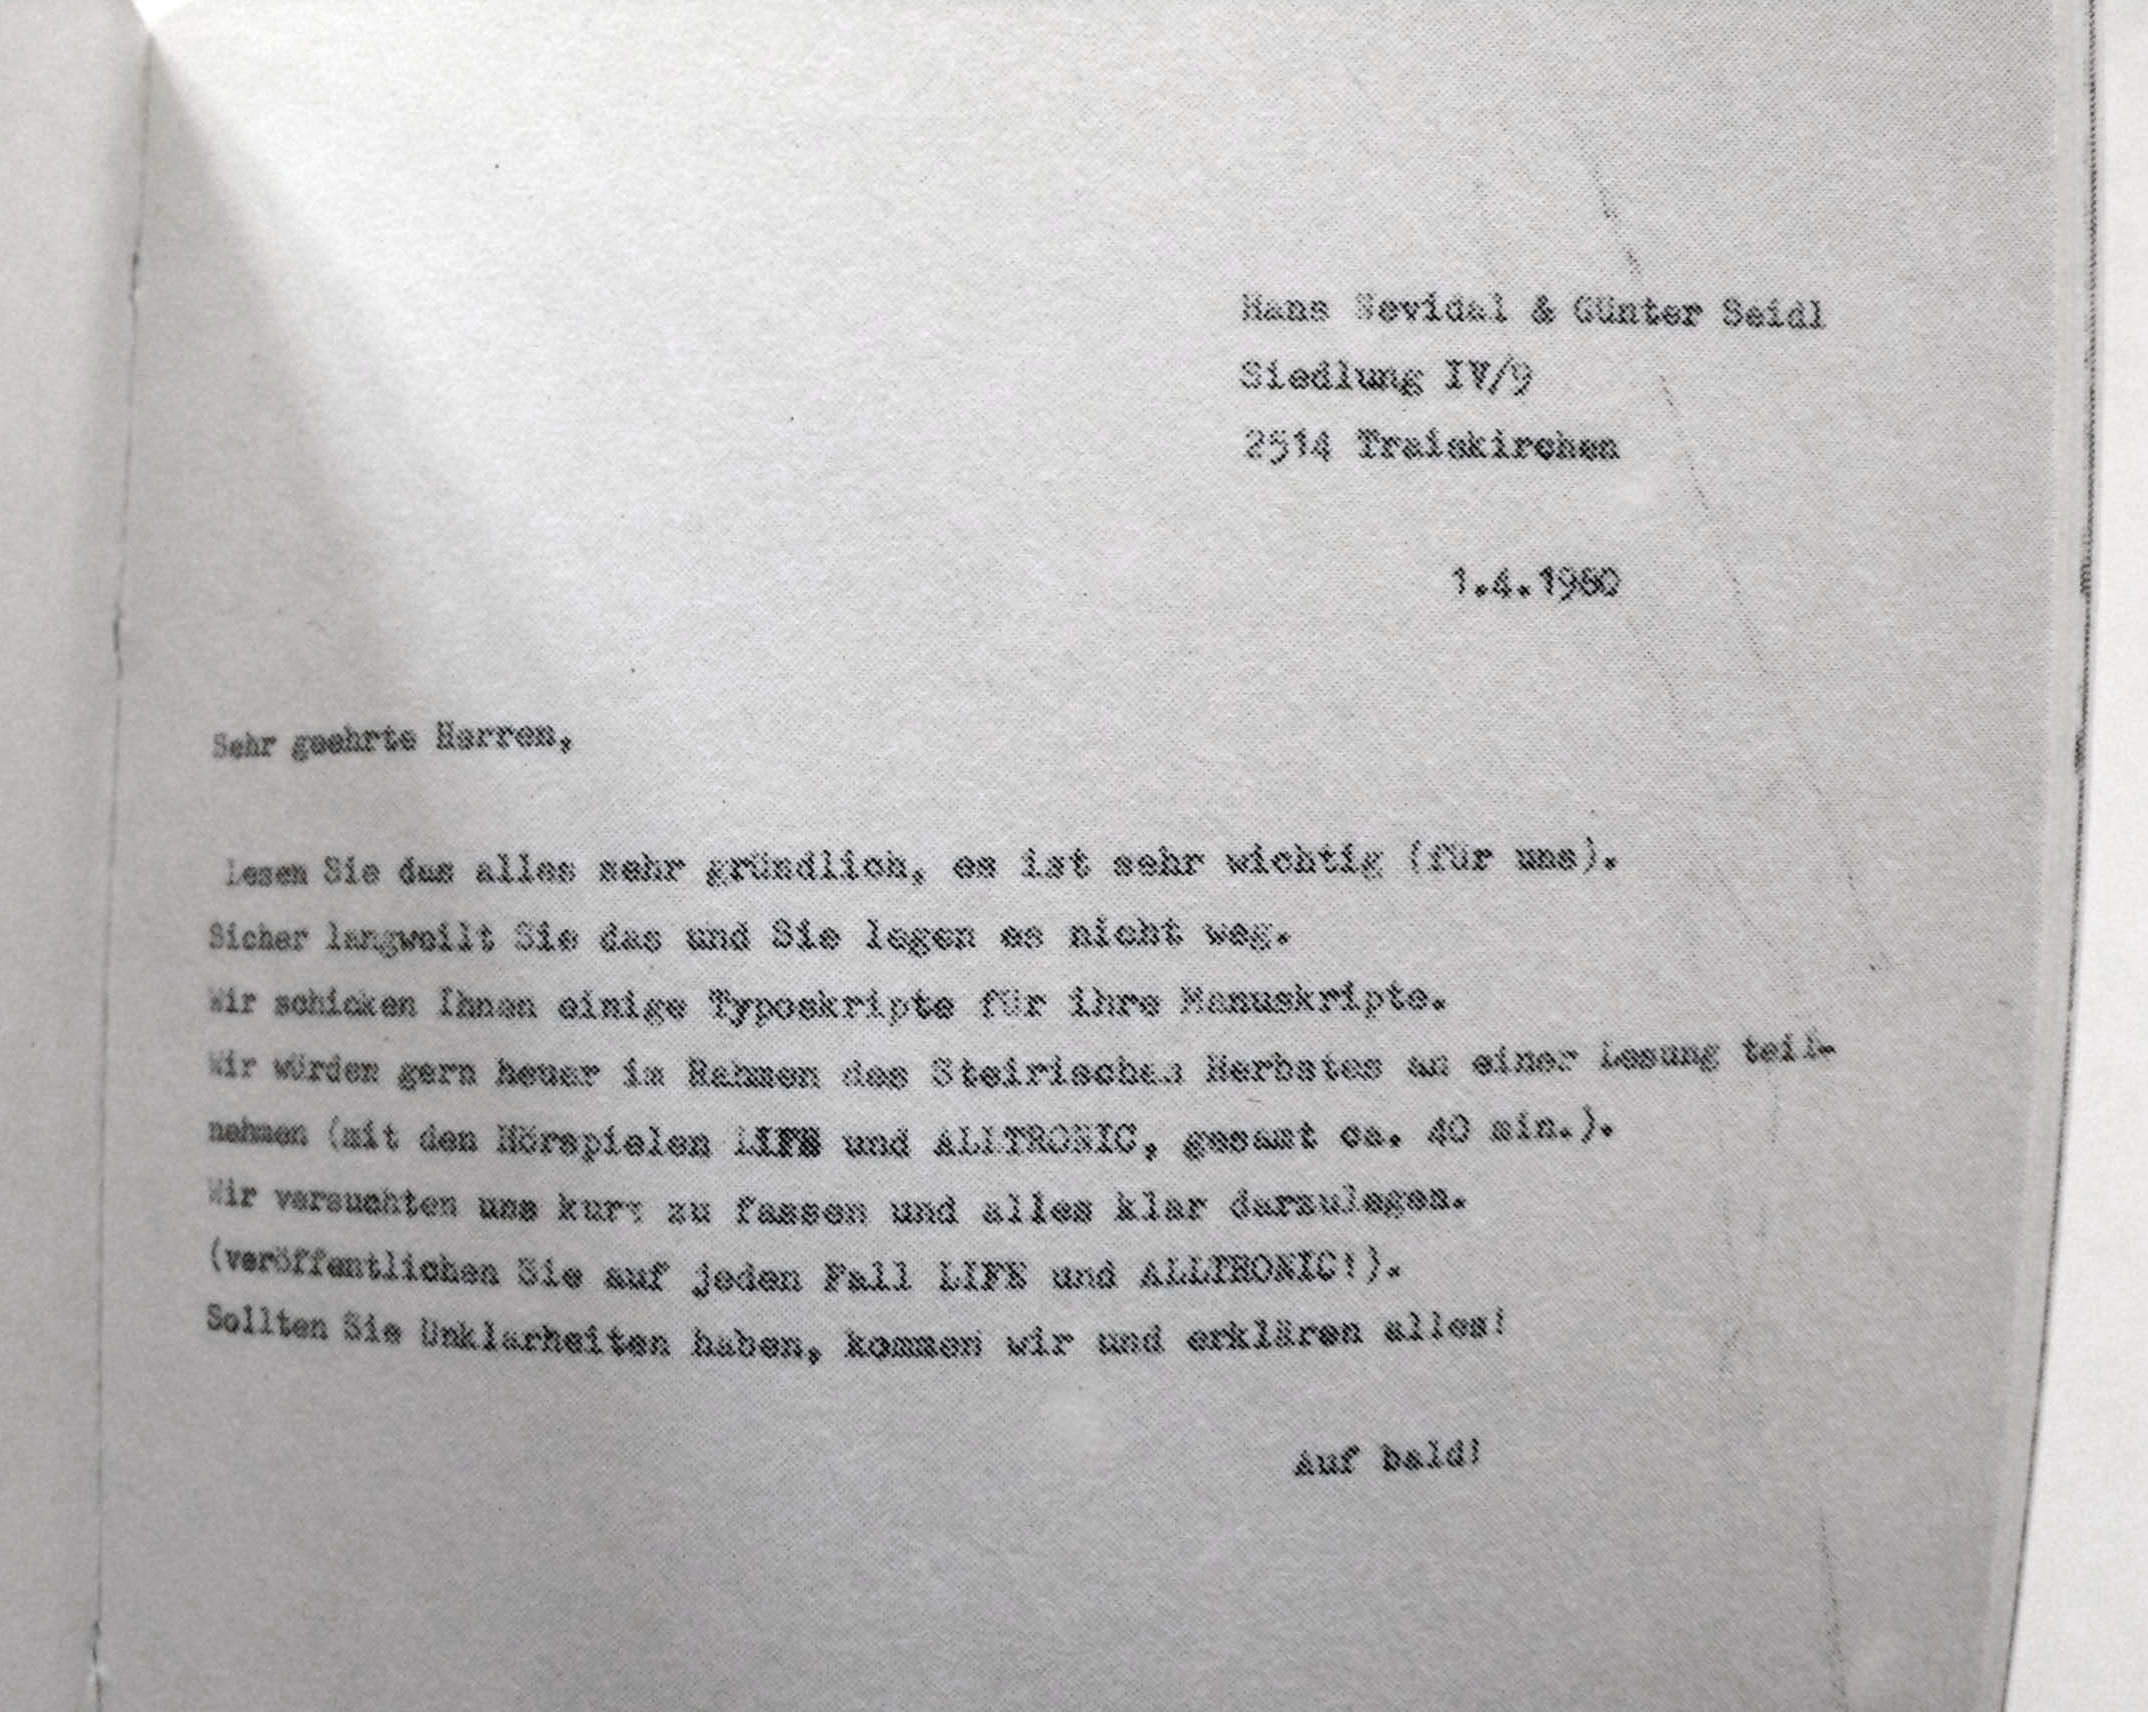 Hans Nevidal & Günter Seidl
Siedlung IV/9
2514 Traiskirchen
1.4.1980
Sehr geehrte Herren,
Lesen Sie das alles sehr gründlich, es ist sehr wichtig (für uns).
Sicher langweilt Sie das und Sie legen es nicht weg.
Wir schicken Ihnen einige Typoskripte für ihre Manuskripte.
Wir würden gern heuer im Rahmen des Steirischen Herbstes an einer Lesung teil-
nehmen (mit den Hörspielen LIFE und ALLTRONIC, gesamt ca. 40 min.).
Wir versuchten uns kurz zu fassen und alles klar darzulegen.
(veröffentlichen Sie auf jeden Fall LIFE und ALLTRONIC!).
Sollten Sie Unklarheiten haben, kommen wir und erklären alles!
Auf bald!